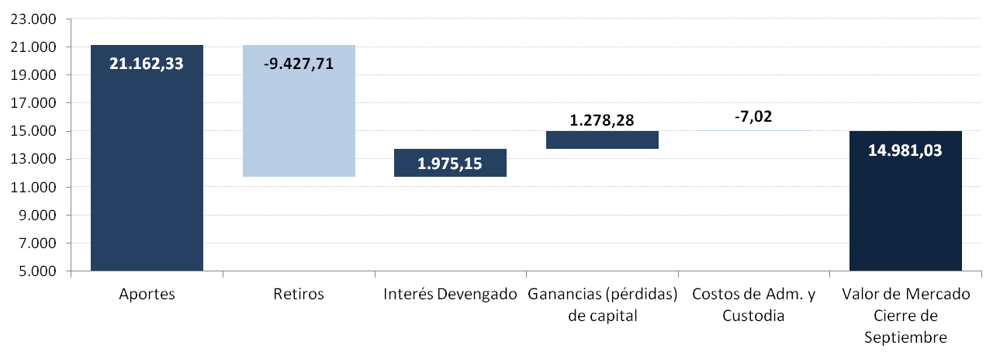 23.000
21.000
19.000
17.000
15.000
13.000
11.000
9.000
7.000
5.000
21.162,33
-9.427,71
1.975,15
1.278,28
-7,02
14.981,03
Aportes
Retiros
Interés Devengado
Ganancias (pérdidas)
de capital
Costos de Adm. y
Custodia
Valor de Mercado
Cierre de
Septiembre